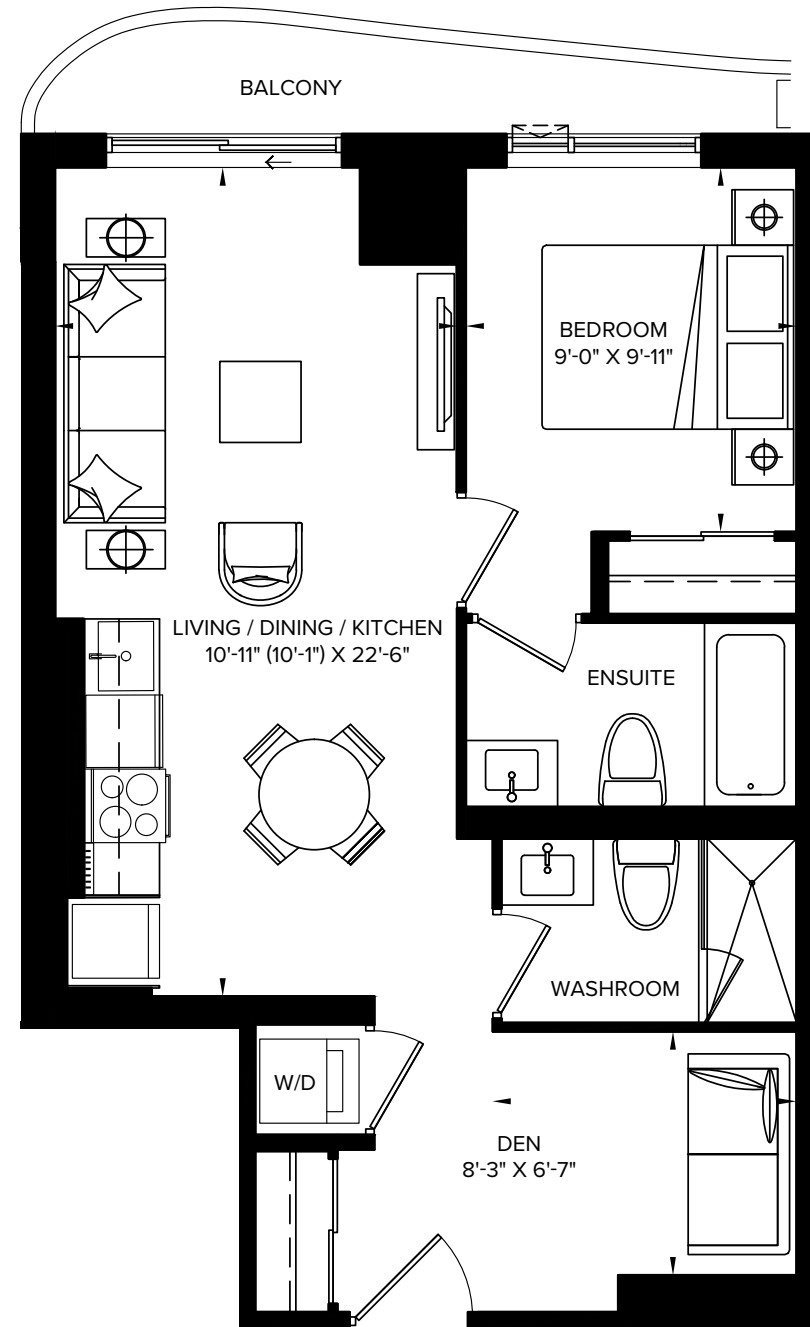 BALCONY
BEDROOM
9'-0" X 9'-11"
LIVING / DINING / KITCHEN
10'-11" (10'-1") X 22'-6"
ENSUITE
WASHROOM
W/D
DEN
8'-3" X 6'-7"